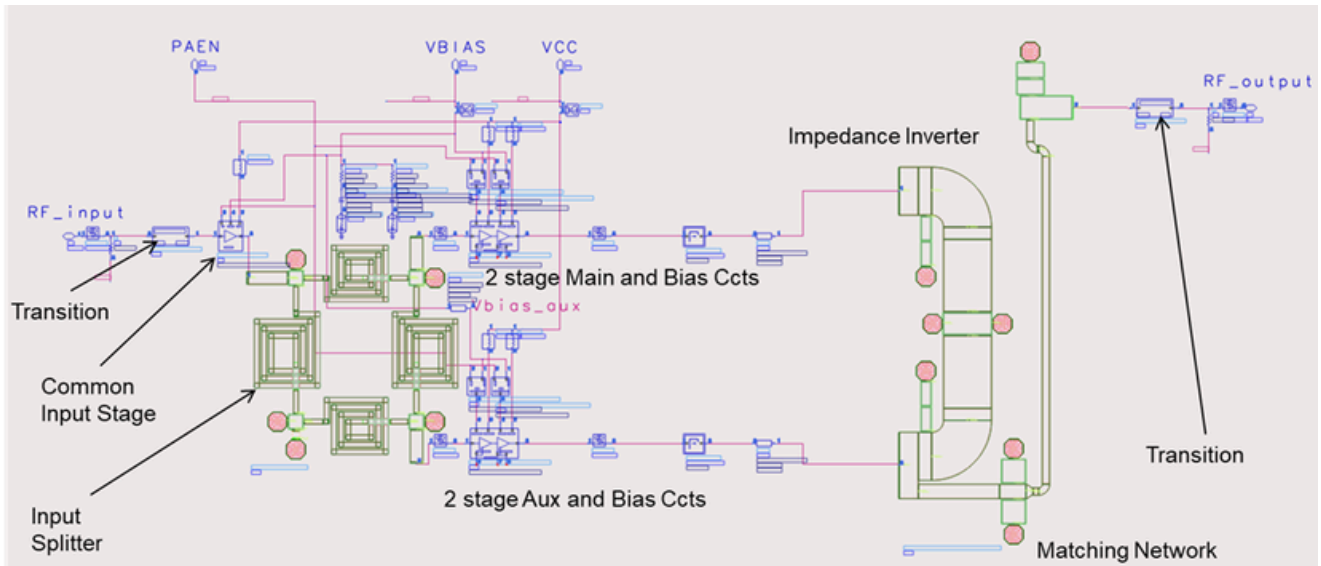 PAEN
VBIAS
VCC
RF_output
Impedance Inverter
RF_input
2 stage Main and Bias Ccts
Vbias_aux
Transition
Common
Input Stage
Input
Splitter
2 stage Aux and Bias Ccts
Transition
Matching Network